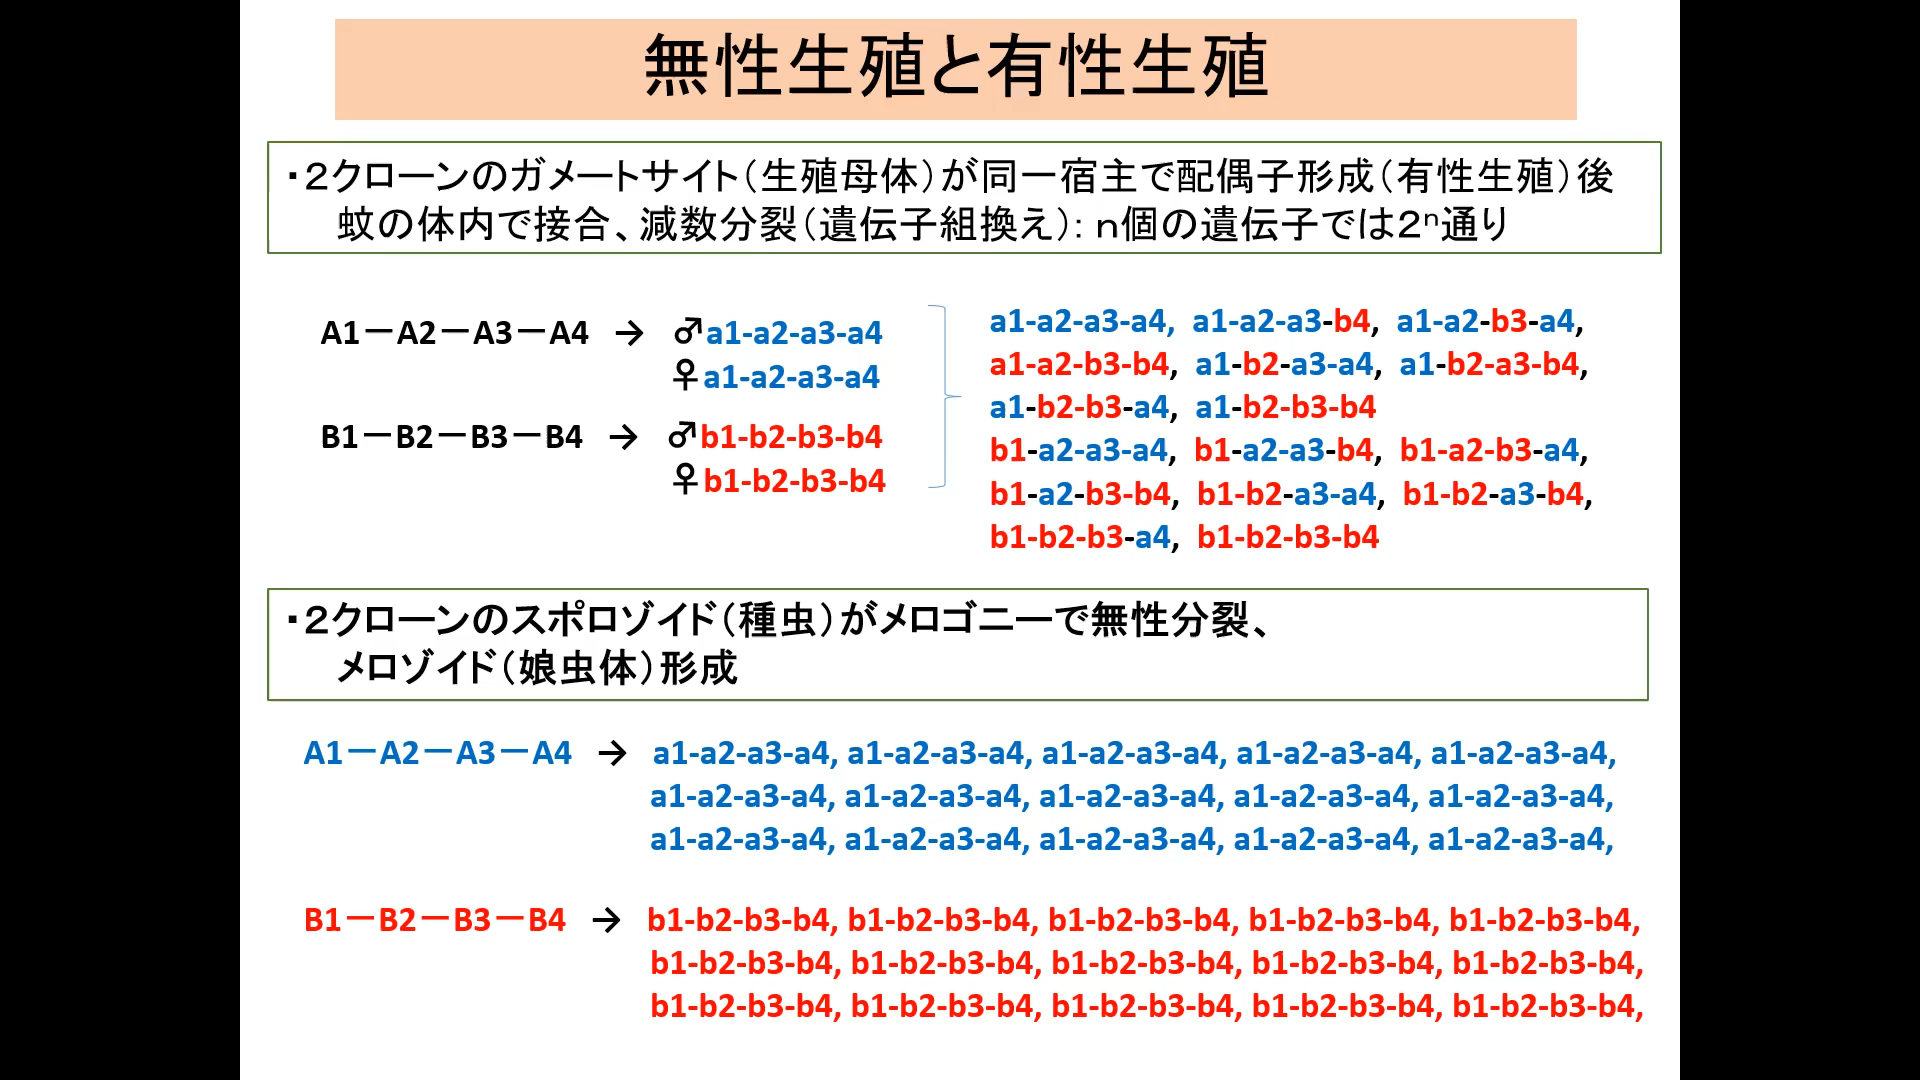 無性生殖と有性生殖
・２クローンのガメートサイト（生殖母体）が同一宿主で配偶子形成（有性生殖）後
蚊の体内で接合、減数分裂（遺伝子組換え）：ｎ個の遺伝子では２ⁿ通り
A1ーA2ーA3ーA4 → ♂a1-a2-a3-a4
♀a1-a2-a3-a4
B1ーB2ーB3ーB4 → ♂b1-b2-b3-b4
♀b1-b2-b3-b4
a1-a2-a3-a4, a1-a2-a3-b4, a1-a2-b3-a4,
a1-a2-b3-b4, a1-b2-a3-a4, a1-b2-a3-b4,
a1-b2-b3-a4, a1-b2-b3-b4
b1-a2-a3-a4, b1-a2-a3-b4, b1-a2-b3-a4,
b1-a2-b3-b4, b1-b2-a3-a4, b1-b2-a3-b4,
b1-b2-b3-a4, b1-b2-b3-b4
・２クローンのスポロゾイド（種虫）がメロゴニーで無性分裂、
メロゾイド（娘虫体）形成
A1ーA2ーA3ーA4 → a1-a2-a3-a4, a1-a2-a3-a4, a1-a2-a3-a4, a1-a2-a3-a4, a1-a2-a3-a4,
a1-a2-a3-a4, a1-a2-a3-a4, a1-a2-a3-a4, a1-a2-a3-a4, a1-a2-a3-a4,
a1-a2-a3-a4, a1-a2-a3-a4, a1-a2-a3-a4, a1-a2-a3-a4, a1-a2-a3-a4,
B1ーB2ーB3ーB4 → b1-b2-b3-b4, b1-b2-b3-b4, b1-b2-b3-b4, b1-b2-b3-b4, b1-b2-b3-b4,
b1-b2-b3-b4, b1-b2-b3-b4, b1-b2-b3-b4, b1-b2-b3-b4, b1-b2-b3-b4,
b1-b2-b3-b4, b1-b2-b3-b4, b1-b2-b3-b4, b1-b2-b3-b4, b1-b2-b3-b4,